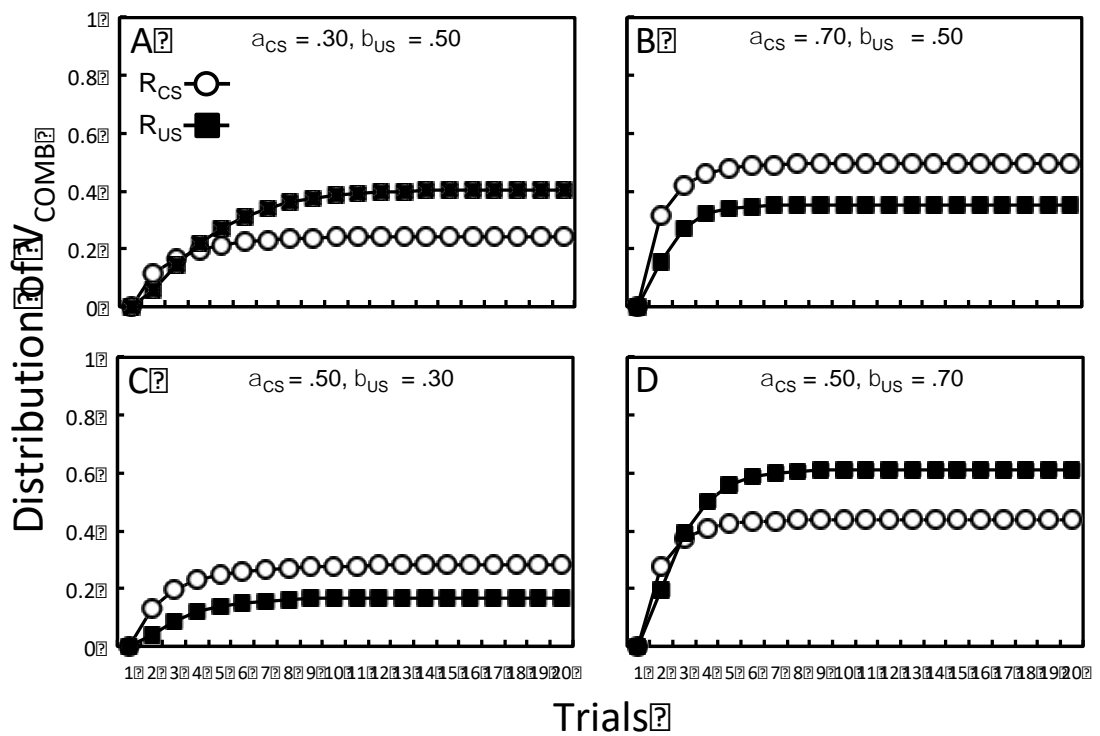 A
a_CS = .30, b_US = .50
R_CS
R_US
B
a_CS = .70, b_US = .50
C
a_CS = .50, b_US = .30
D
a_CS = .50, b_US = .70
Distribution of V_COMB
1
0.8
0.6
0.4
0.2
0
1
0.8
0.6
0.4
0.2
0
1 2 3 4 5 6 7 8 9 10 11 12 13 14 15 16 17 18 19 20
1 2 3 4 5 6 7 8 9 10 11 12 13 14 15 16 17 18 19 20
Trials